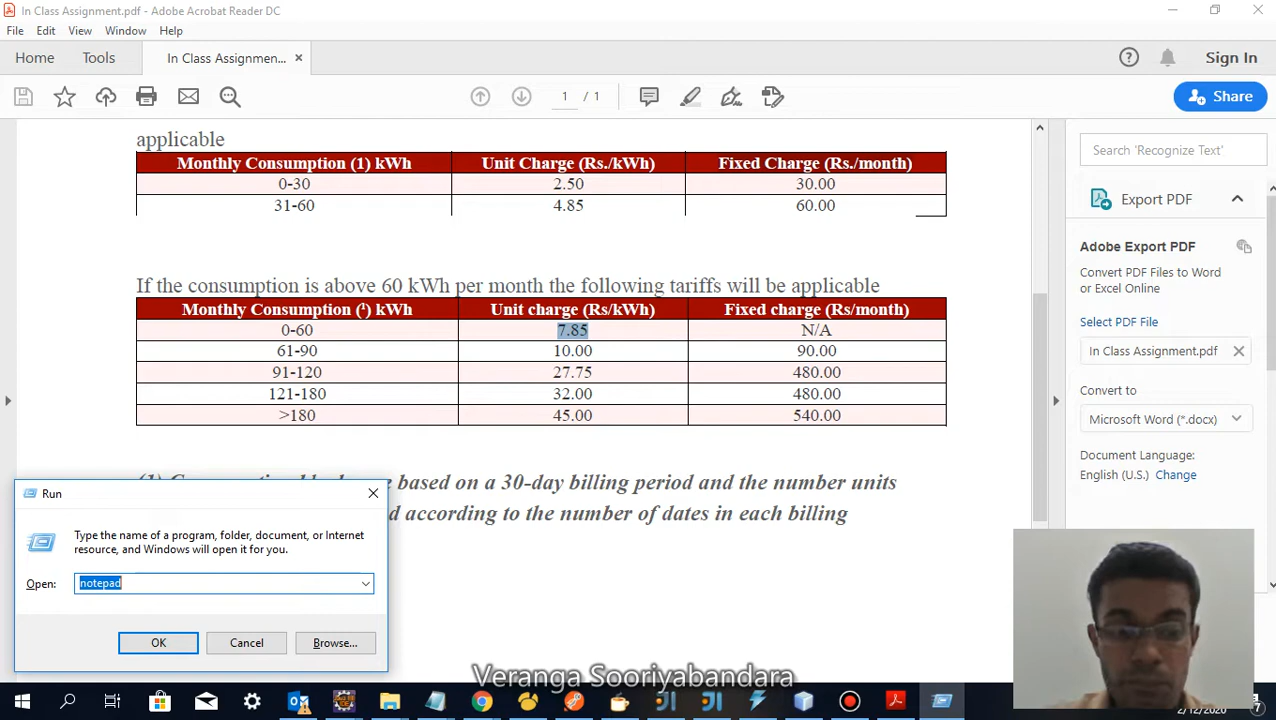 In Class Assignment.pdf - Adobe Acrobat Reader DC
File Edit View Window Help
Home Tools In Class Assignmen... × Sign In
1 / 1 Share
applicable
Monthly Consumption (1) kWh Unit Charge (Rs./kWh) Fixed Charge (Rs./month)
0-30 2.50 30.00
31-60 4.85 60.00
If the consumption is above 60 kWh per month the following tariffs will be applicable
Monthly Consumption (¹) kWh Unit charge (Rs/kWh) Fixed charge (Rs/month)
0-60 7.85 N/A
61-90 10.00 90.00
91-120 27.75 480.00
121-180 32.00 480.00
>180 45.00 540.00
based on a 30-day billing period and the number units
according to the number of dates in each billing
Search 'Recognize Text'
Export PDF
Adobe Export PDF
Convert PDF Files to Word
or Excel Online
Select PDF File
In Class Assignment.pdf
Convert to
Microsoft Word (*.docx)
Document Language:
English (U.S.) Change
Run
Type the name of a program, folder, document, or Internet
resource, and Windows will open it for you.
Open: notepad
OK Cancel Browse...
Veranga Sooriyabandara
2/12/2020